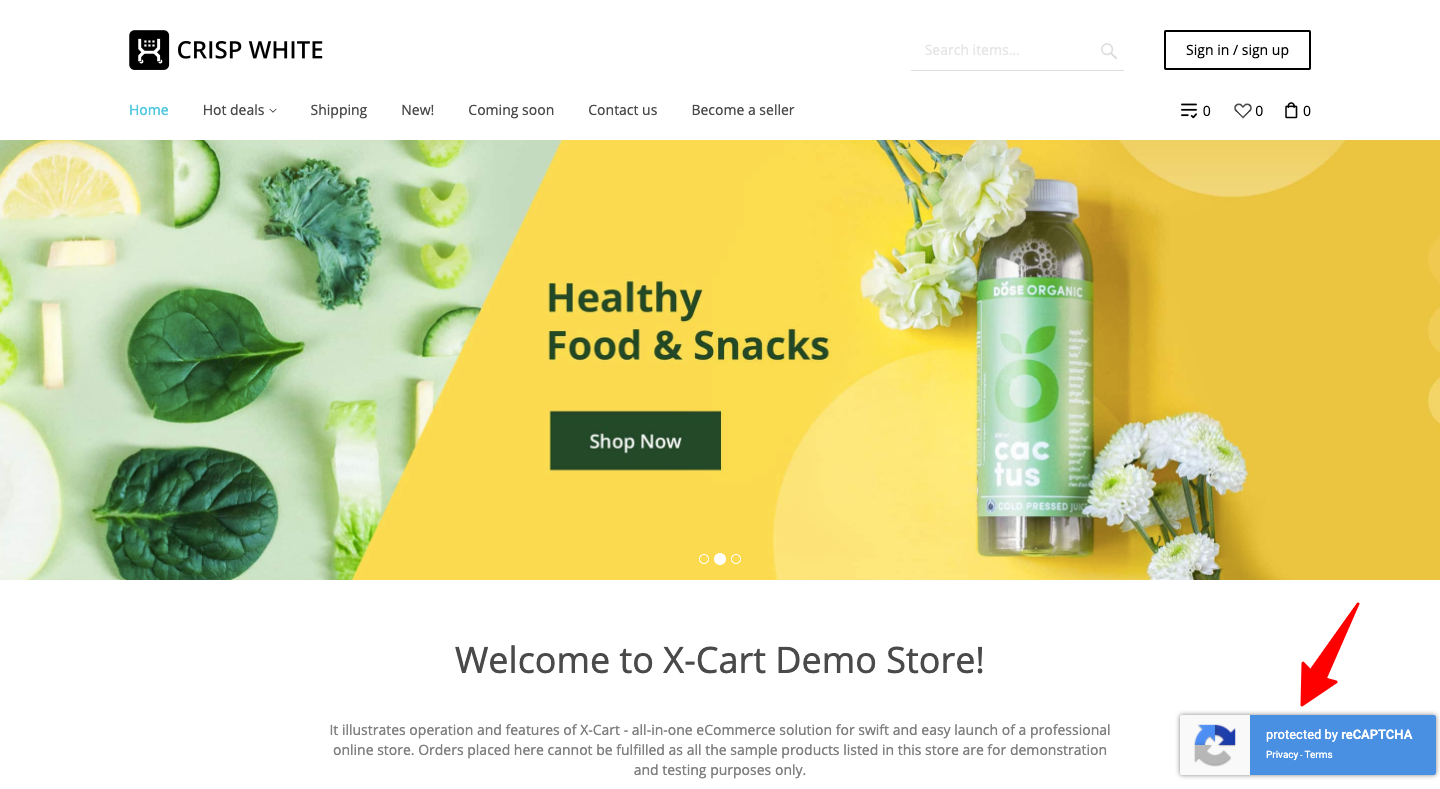 CRISP WHITE
Search items...
Sign in / sign up
Home Hot deals Shipping New! Coming soon Contact us Become a seller
0 0 0
Healthy
Food & Snacks
Shop Now
DOSE ORGANIC
cac
tus
COLD PRESSED JUIC
Welcome to X-Cart Demo Store!
It illustrates operation and features of X-Cart - all-in-one eCommerce solution for swift and easy launch of a professional
online store. Orders placed here cannot be fulfilled as all the sample products listed in this store are for demonstration
and testing purposes only.
protected by reCAPTCHA
Privacy - Terms